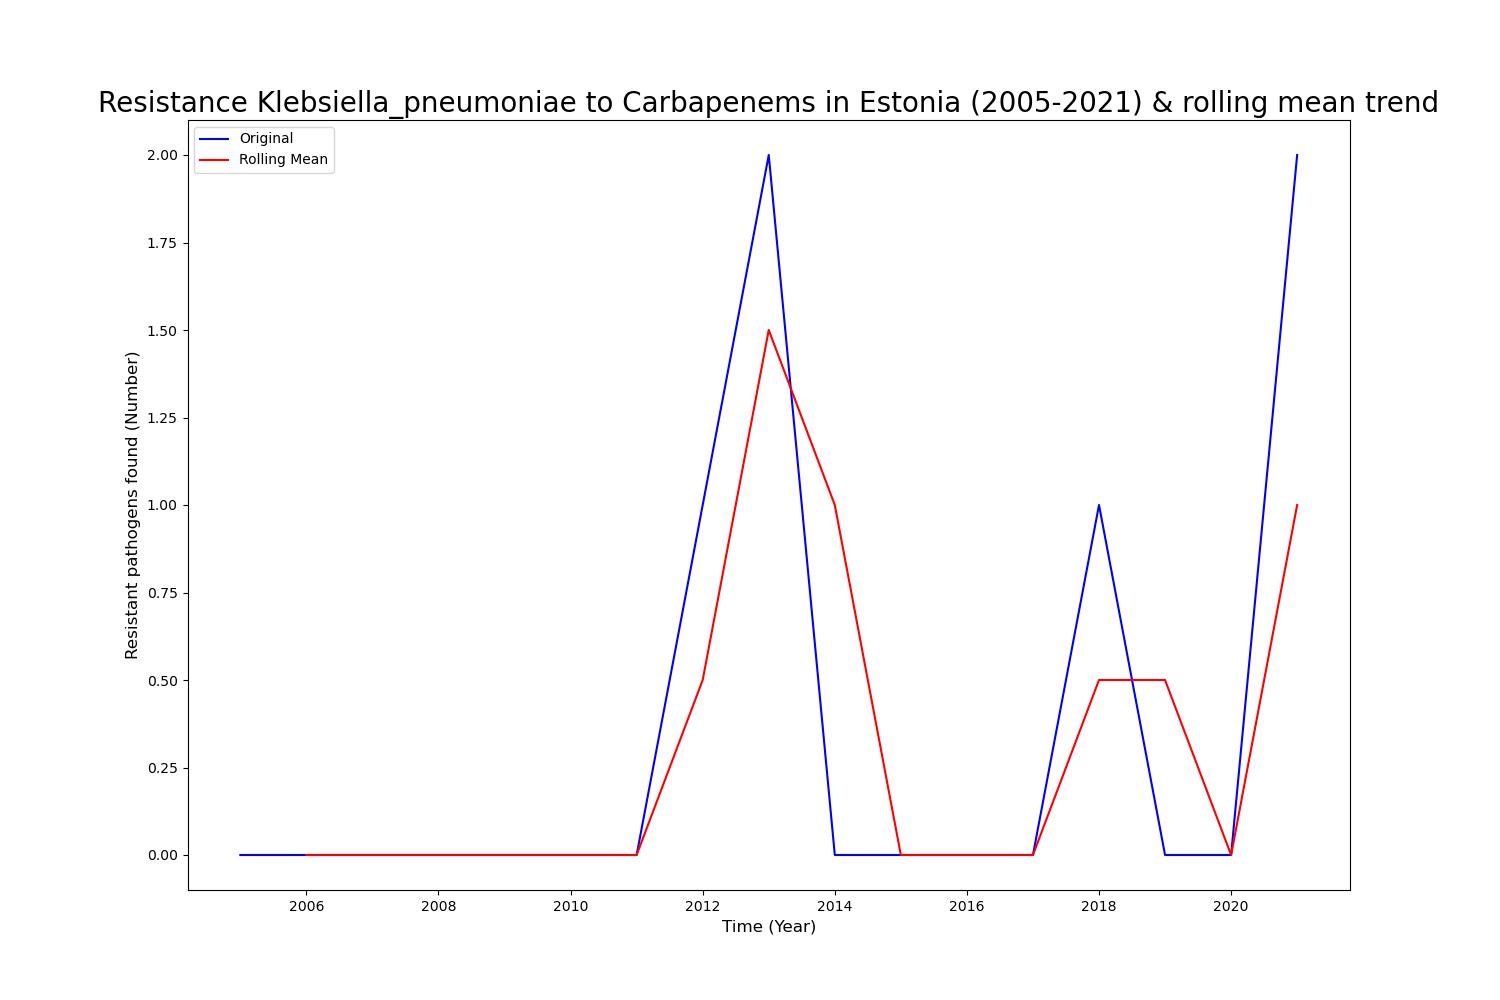 Resistance Klebsiella_pneumoniae to Carbapenems in Estonia (2005-2021) & rolling mean trend
Original
Rolling Mean
2.00
1.75
1.50
1.25
1.00
0.75
0.50
0.25
0.00
Resistant pathogens found (Number)
2006 2008 2010 2012 2014 2016 2018 2020
Time (Year)